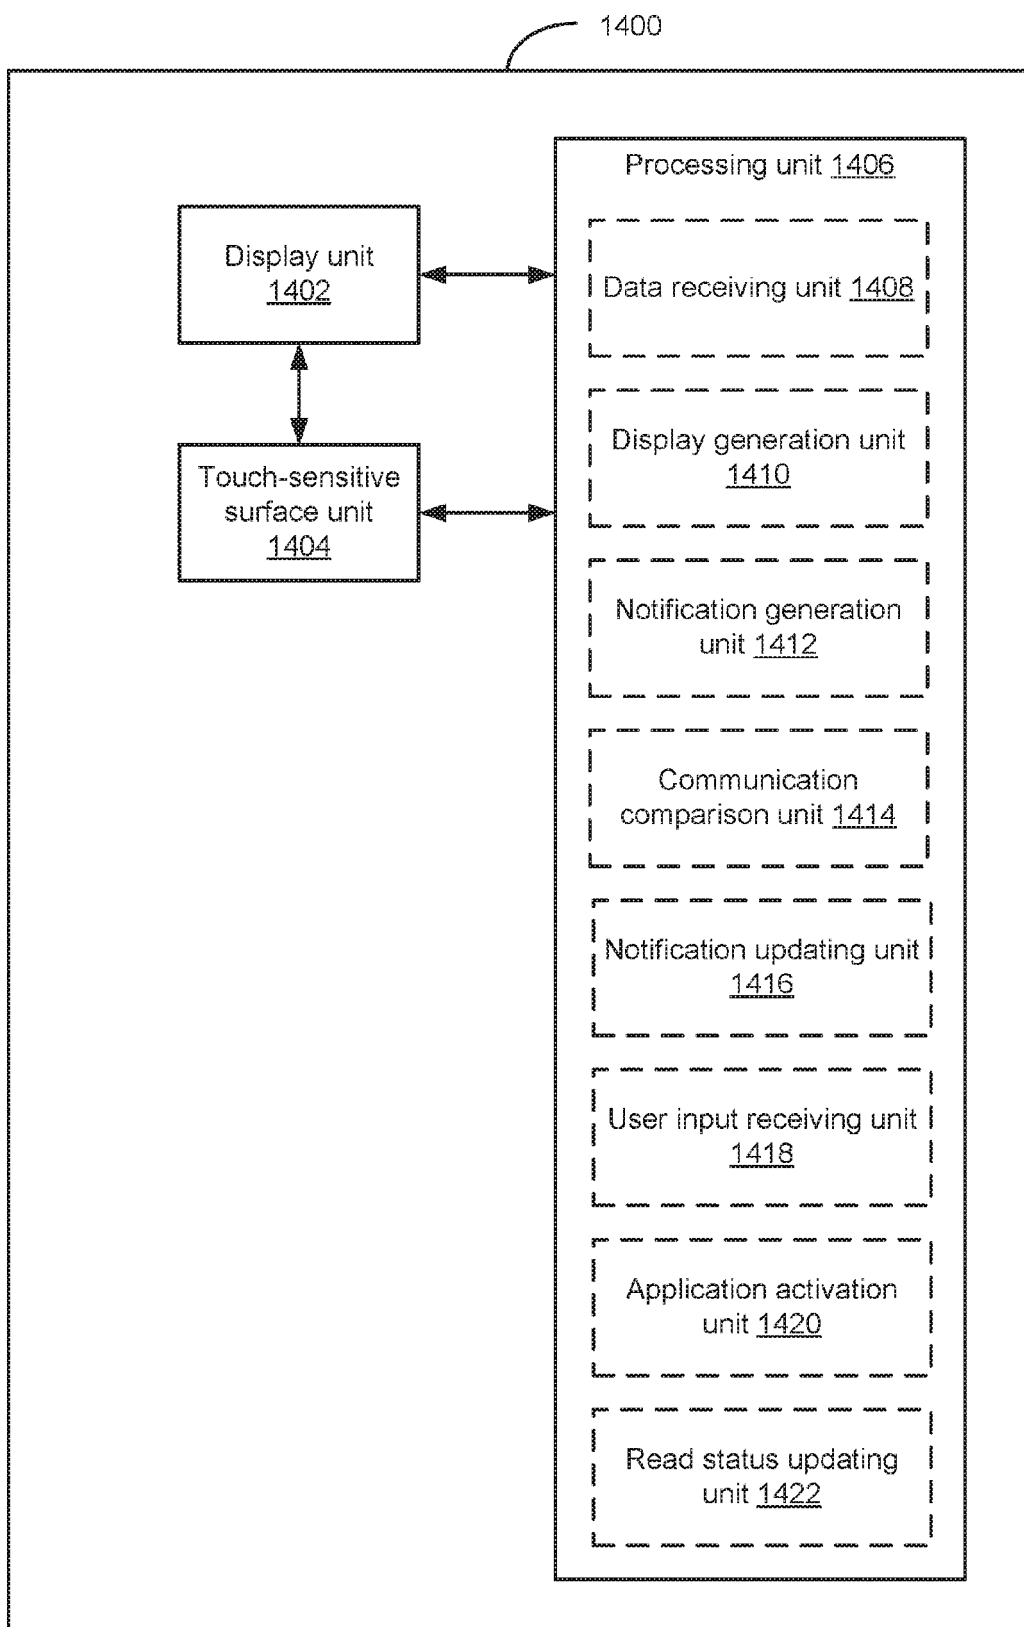 1400
Processing unit 1406
Display unit
1402
Touch-sensitive
surface unit
1404
Data receiving unit 1408
Display generation unit
1410
Notification generation
unit 1412
Communication
comparison unit 1414
Notification updating unit
1416
User input receiving unit
1418
Application activation
unit 1420
Read status updating
unit 1422